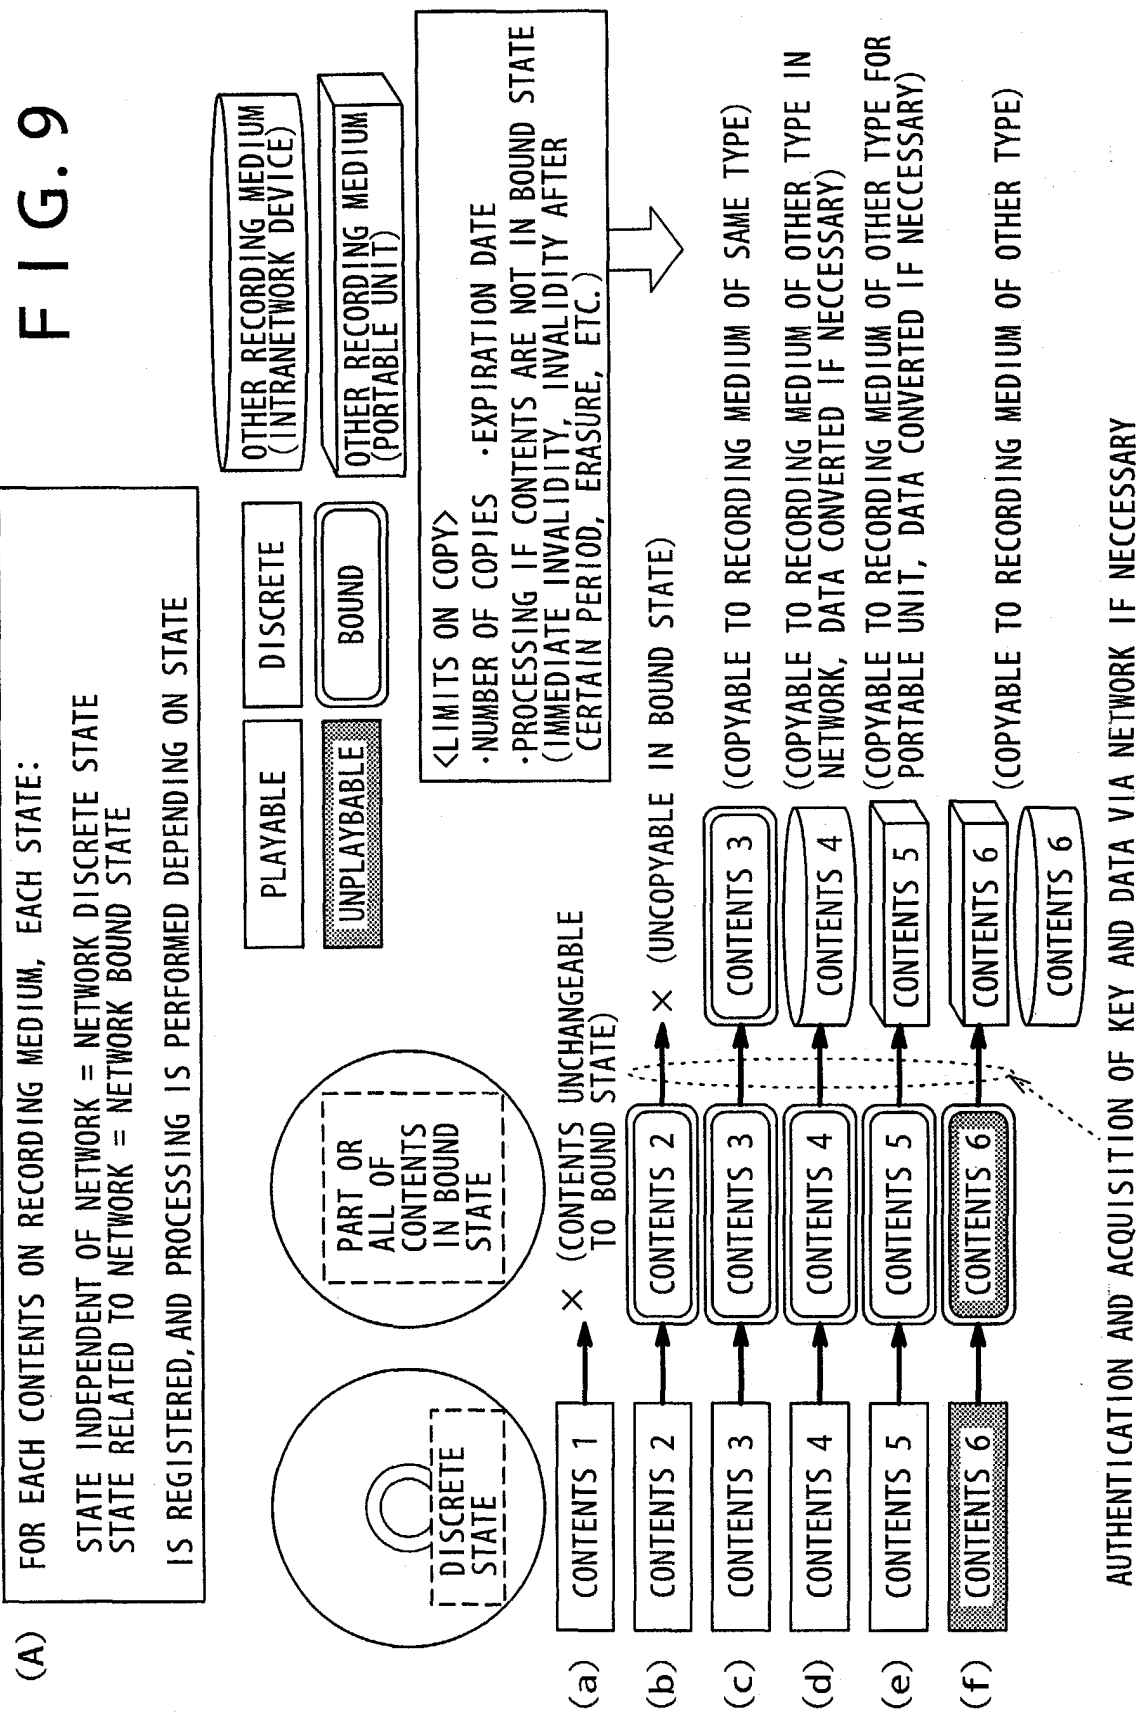 FIG. 9
(A)
FOR EACH CONTENTS ON RECORDING MEDIUM, EACH STATE:
STATE INDEPENDENT OF NETWORK = NETWORK DISCRETE STATE
STATE RELATED TO NETWORK = NETWORK BOUND STATE
IS REGISTERED, AND PROCESSING IS PERFORMED DEPENDING ON STATE
PLAYABLE
DISCRETE
OTHER RECORDING MEDIUM
(INTRANETWORK DEVICE)
UNPLAYBABLE
BOUND
OTHER RECORDING MEDIUM
(PORTABLE UNIT)
DISCRETE
STATE
PART OR
ALL OF
CONTENTS
IN BOUND
STATE
<LIMITS ON COPY>
·NUMBER OF COPIES ·EXPIRATION DATE
·PROCESSING IF CONTENTS ARE NOT IN BOUND STATE
(IMMEDIATE INVALIDITY, INVALIDITY AFTER
CERTAIN PERIOD, ERASURE, ETC.)
(a) CONTENTS 1 × (CONTENTS UNCHANGEABLE
TO BOUND STATE)
(b) CONTENTS 2 CONTENTS 2 × (UNCOPYABLE IN BOUND STATE)
(c) CONTENTS 3 CONTENTS 3 CONTENTS 3 (COPYABLE TO RECORDING MEDIUM OF SAME TYPE)
(d) CONTENTS 4 CONTENTS 4 CONTENTS 4 (COPYABLE TO RECORDING MEDIUM OF OTHER TYPE IN
NETWORK, DATA CONVERTED IF NECCESSARY)
(e) CONTENTS 5 CONTENTS 5 CONTENTS 5 (COPYABLE TO RECORDING MEDIUM OF OTHER TYPE FOR
PORTABLE UNIT, DATA CONVERTED IF NECCESSARY)
(f) CONTENTS 6 CONTENTS 6 CONTENTS 6 (COPYABLE TO RECORDING MEDIUM OF OTHER TYPE)
CONTENTS 6
AUTHENTICATION AND ACQUISITION OF KEY AND DATA VIA NETWORK IF NECCESSARY